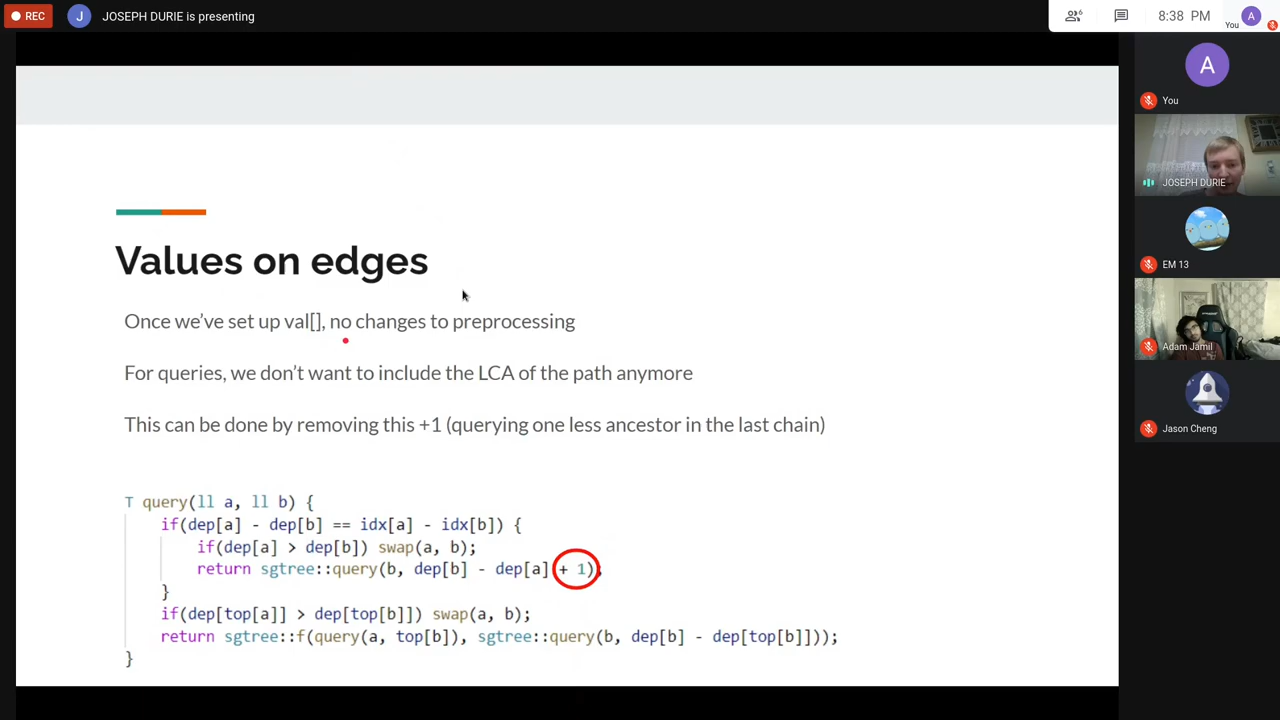 REC
J
JOSEPH DURIE is presenting
6
8:38 PM
You
A
A
You
JOSEPH DURIE
EM 13
Adam Jamil
Jason Cheng
Values on edges
Once we've set up val[], no changes to preprocessing
For queries, we don't want to include the LCA of the path anymore
This can be done by removing this +1 (querying one less ancestor in the last chain)
T query(ll a, ll b) {
if(dep[a] - dep[b] == idx[a] - idx[b]) {
if(dep[a] > dep[b]) swap(a, b);
return sgtree::query(b, dep[b] - dep[a] + 1);
}
if(dep[top[a]] > dep[top[b]]) swap(a, b);
return sgtree::f(query(a, top[b]), sgtree::query(b, dep[b] - dep[top[b]]));
}